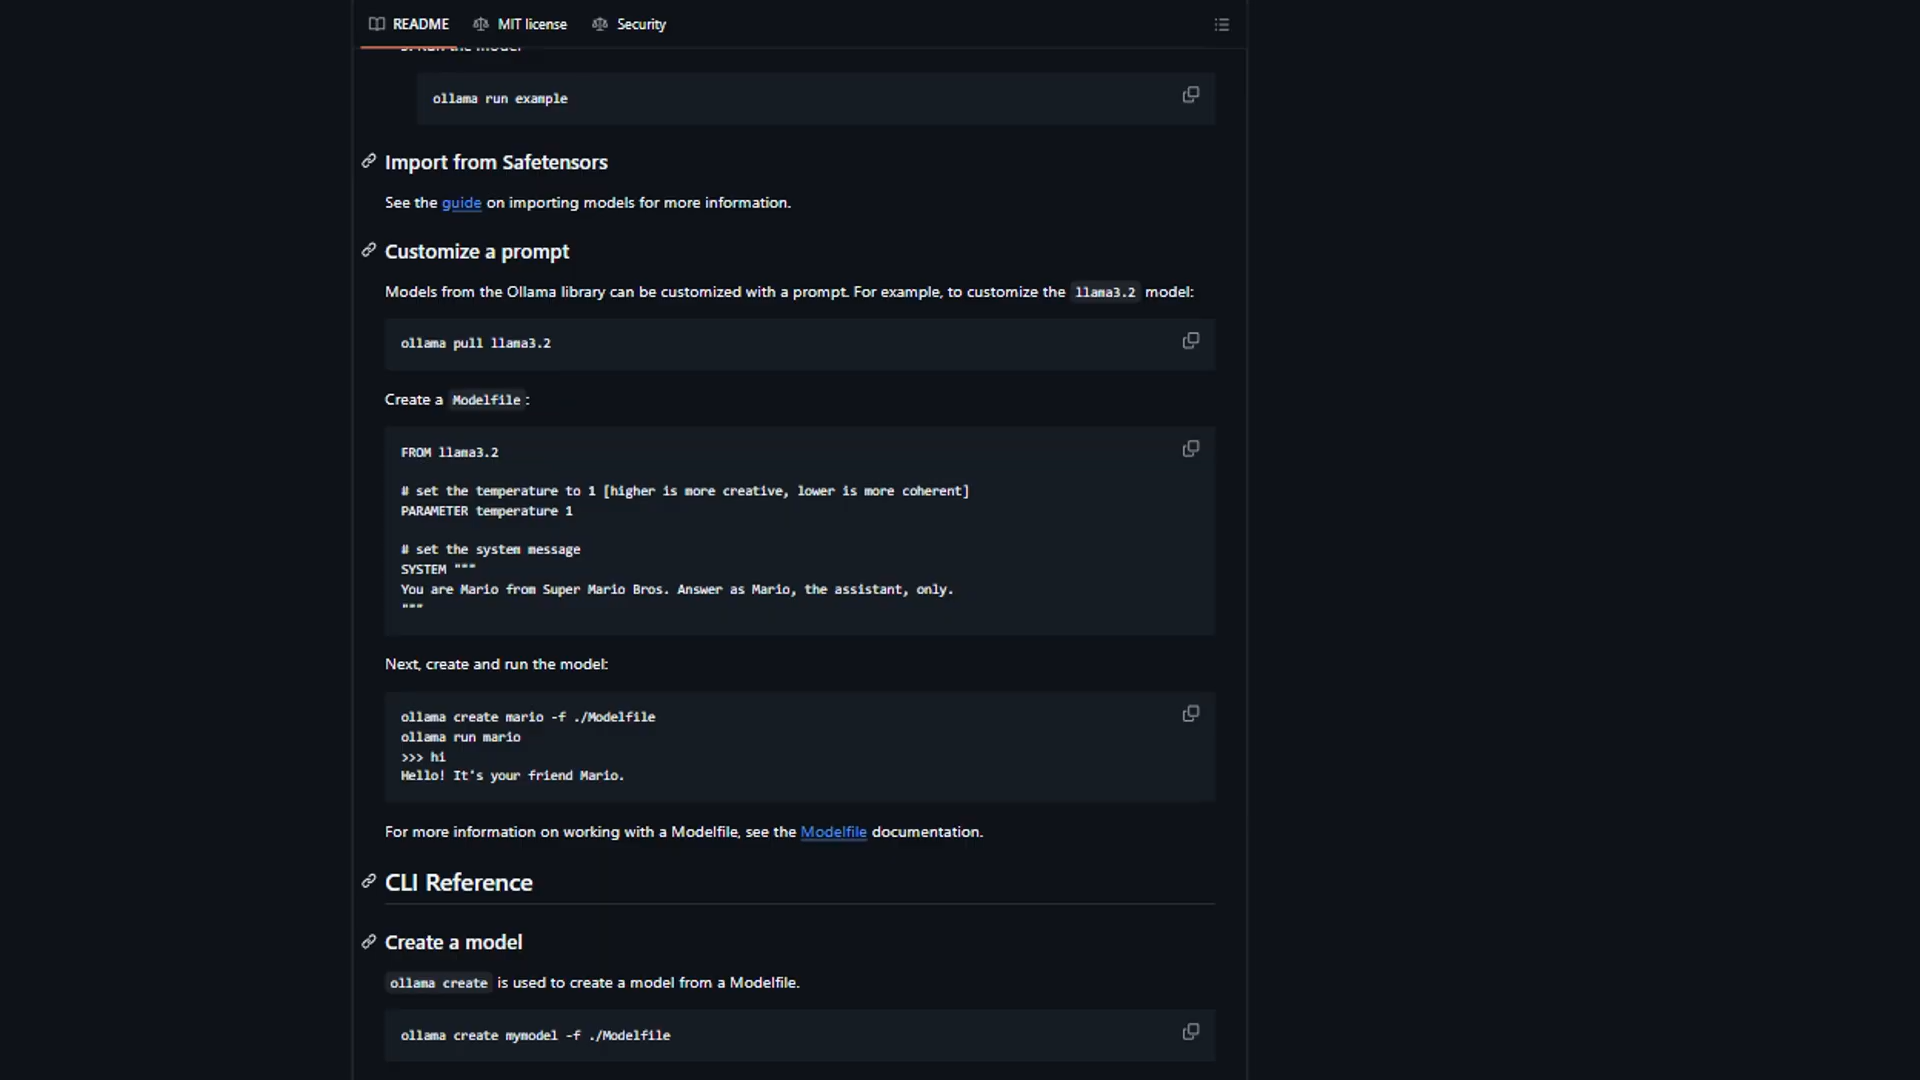 README MIT license Security
3. Run the model
ollama run example
Import from Safetensors
See the guide on importing models for more information.
Customize a prompt
Models from the Ollama library can be customized with a prompt. For example, to customize the llama3.2 model:
ollama pull llama3.2
Create a Modelfile:
FROM llama3.2
# set the temperature to 1 [higher is more creative, lower is more coherent]
PARAMETER temperature 1
# set the system message
SYSTEM """
You are Mario from Super Mario Bros. Answer as Mario, the assistant, only.
"""
Next, create and run the model:
ollama create mario -f ./Modelfile
ollama run mario
>>> hi
Hello! It's your friend Mario.
For more information on working with a Modelfile, see the Modelfile documentation.
CLI Reference
Create a model
ollama create is used to create a model from a Modelfile.
ollama create mymodel -f ./Modelfile